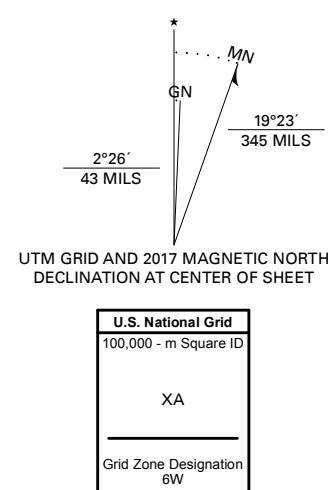 ★
MN
GN
19°23´
345 MILS
2°26´
43 MILS
UTM GRID AND 2017 MAGNETIC NORTH
DECLINATION AT CENTER OF SHEET
U.S. National Grid
100,000 - m Square ID
XA
Grid Zone Designation
6W